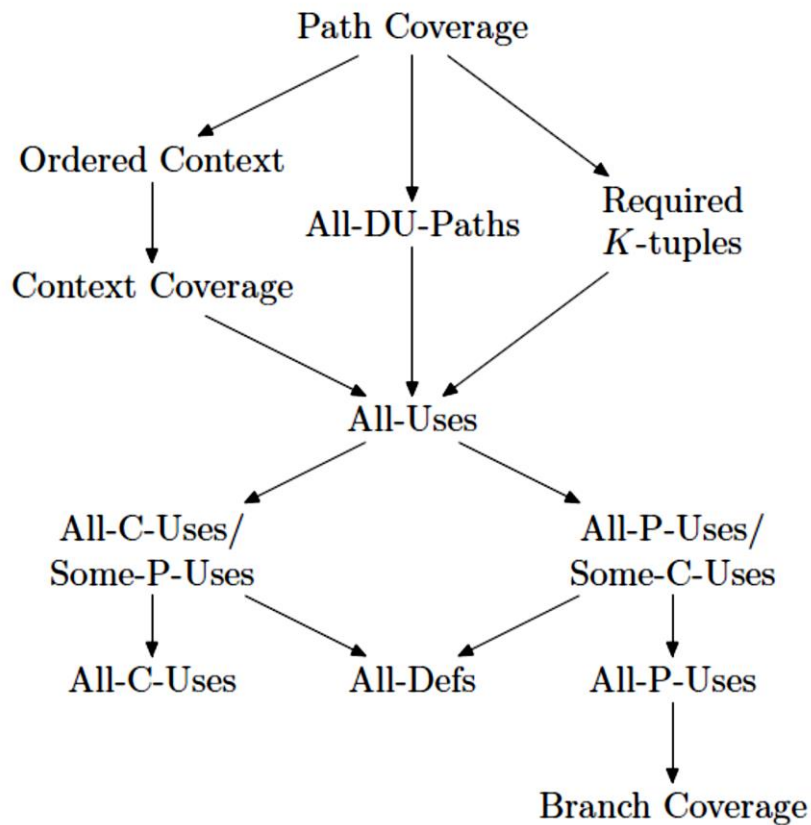 Path Coverage
Ordered Context
All-DU-Paths
Required
K-tuples
Context Coverage
All-Uses
All-C-Uses/
Some-P-Uses
All-P-Uses/
Some-C-Uses
All-C-Uses
All-Defs
All-P-Uses
Branch Coverage